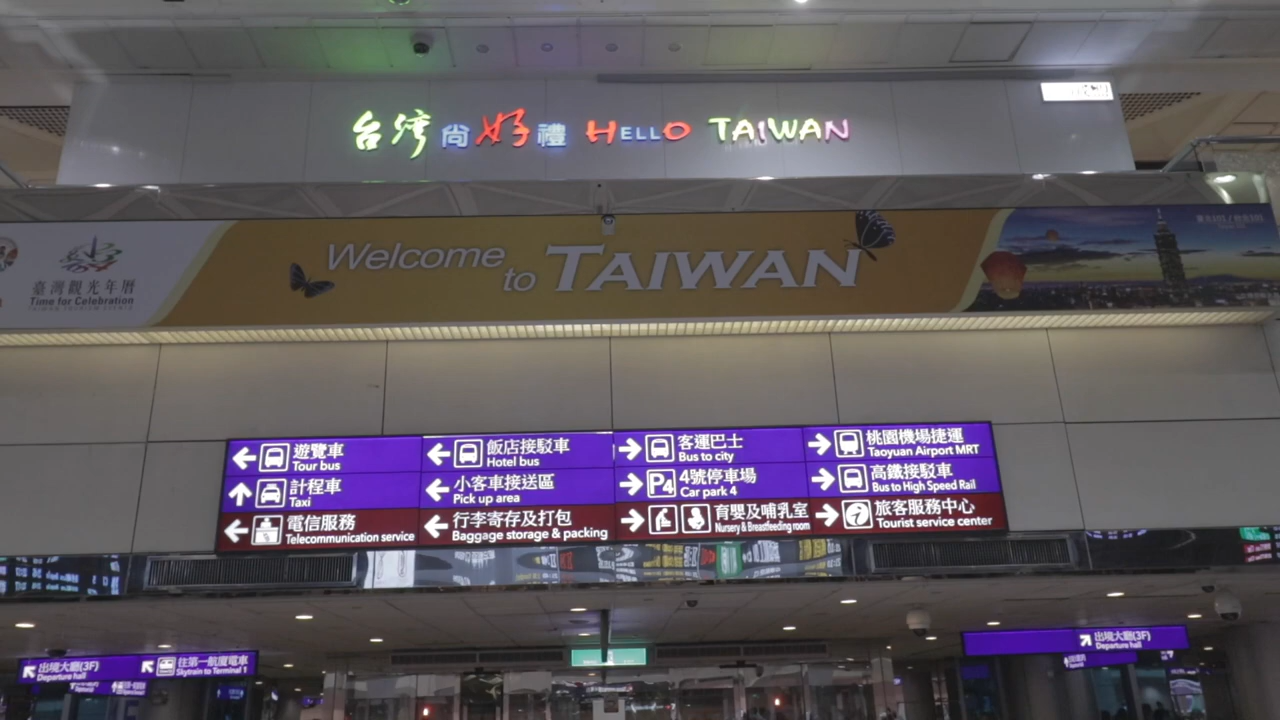 台灣尚好禮 HELLO TAIWAN
臺灣觀光年曆
Time for Celebration
TAIWAN TOURISM EVENTS
Welcome to TAIWAN
遊覽車
Tour bus
飯店接駁車
Hotel bus
客運巴士
Bus to city
桃園機場捷運
Taoyuan Airport MRT
計程車
Taxi
小客車接送區
Pick up area
P4
4號停車場
Car park 4
高鐵接駁車
Bus to High Speed Rail
電信服務
Telecommunication service
行李寄存及打包
Baggage storage & packing
育嬰及哺乳室
Nursery & Breastfeeding room
旅客服務中心
Tourist service center
出境大廳(3F)
Departure hall
往第一航廈電車
Skytrain to Terminal 1
出境大廳(3F)
Departure hall